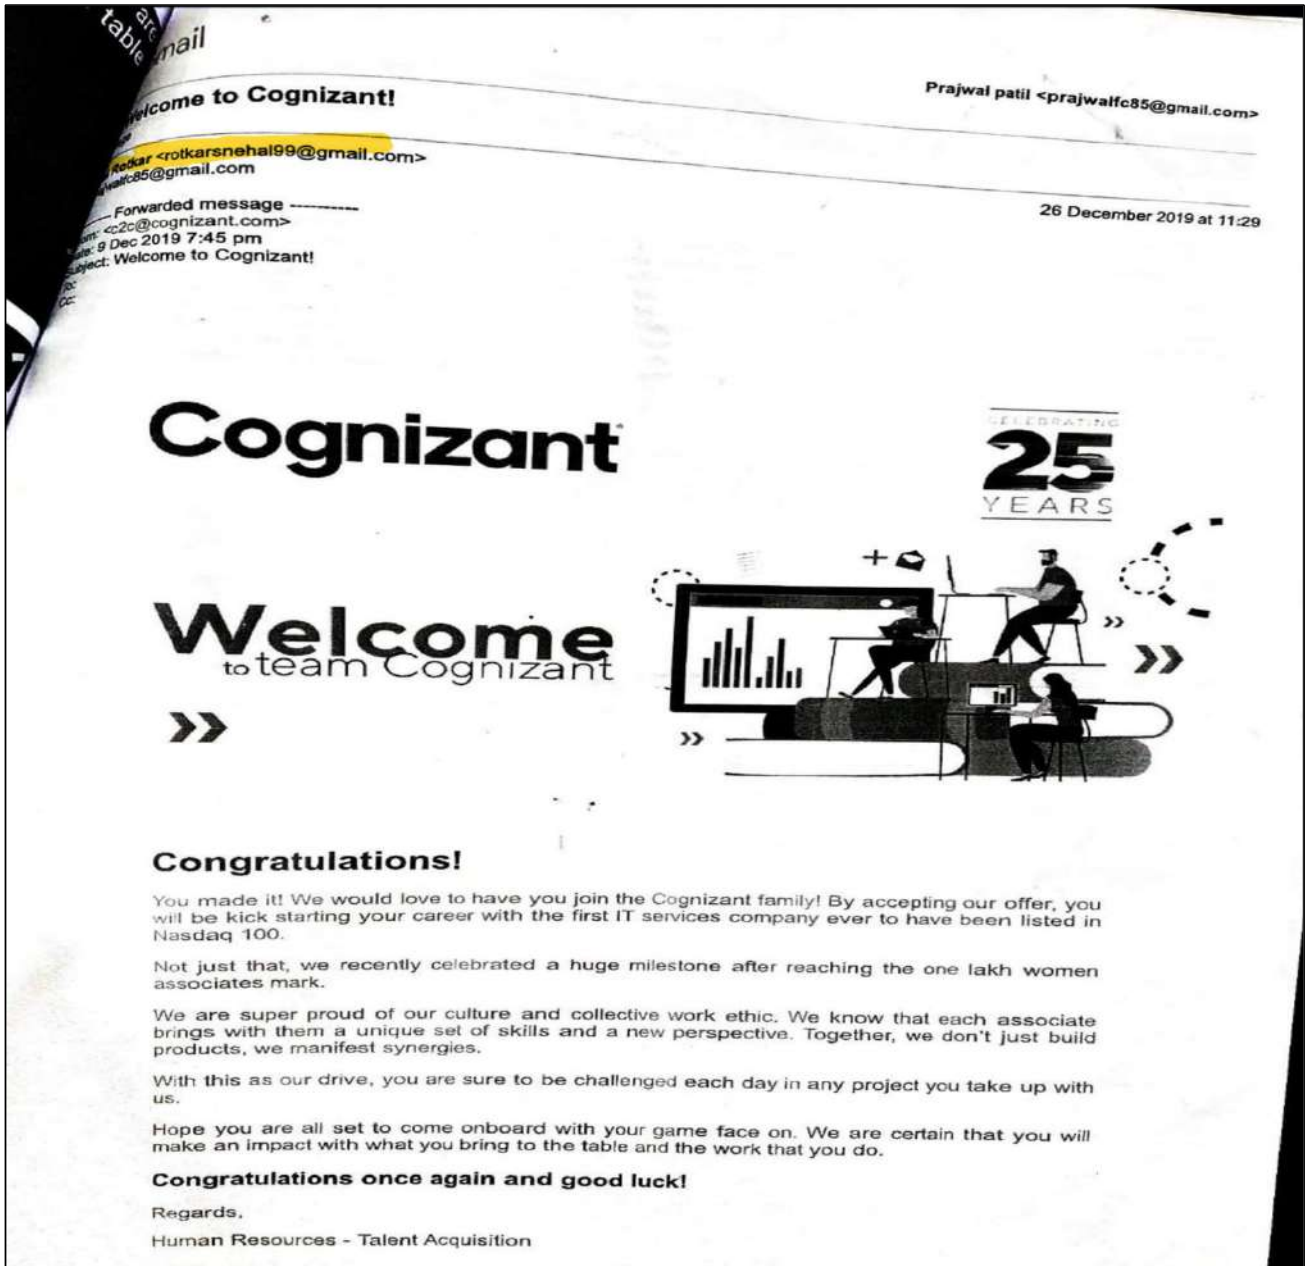 are
table
mail
Welcome to Cognizant!
Prajwal patil <prajwalfc85@gmail.com>
Rotkar <rotkarsnehal99@gmail.com>
walfc85@gmail.com
26 December 2019 at 11:29
Forwarded message ----------
<c2c@cognizant.com>
9 Dec 2019 7:45 pm
Subject: Welcome to Cognizant!
To:
Cc:
Cognizant
CELEBRATING
25
YEARS
Welcome
to team Cognizant
Congratulations!
You made it! We would love to have you join the Cognizant family! By accepting our offer, you
will be kick starting your career with the first IT services company ever to have been listed in
Nasdaq 100.
Not just that, we recently celebrated a huge milestone after reaching the one lakh women
associates mark.
We are super proud of our culture and collective work ethic. We know that each associate
brings with them a unique set of skills and a new perspective. Together, we don't just build
products, we manifest synergies.
With this as our drive, you are sure to be challenged each day in any project you take up with
us.
Hope you are all set to come onboard with your game face on. We are certain that you will
make an impact with what you bring to the table and the work that you do.
Congratulations once again and good luck!
Regards,
Human Resources - Talent Acquisition